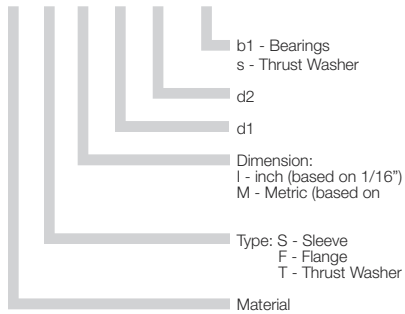 b1 - Bearings
s - Thrust Washer
d2
d1
Dimension:
I - inch (based on 1/16”)
M - Metric (based on
Type: S - Sleeve
F - Flange
T - Thrust Washer
Material